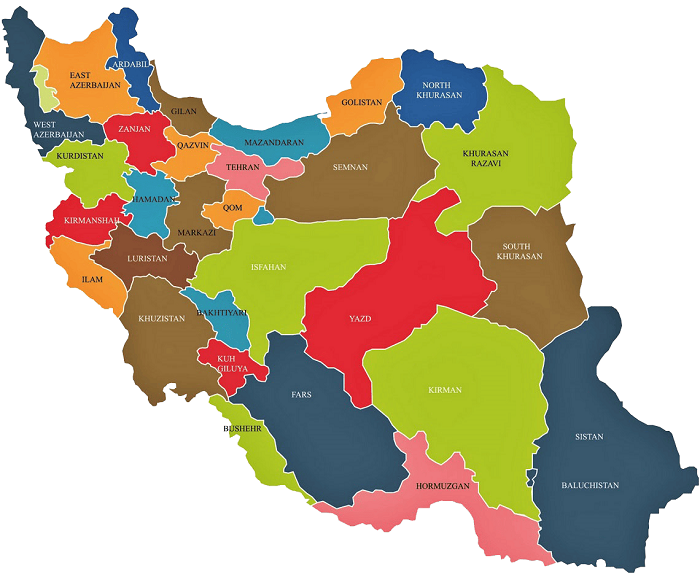 ARDABIL
EAST
AZERBAIJAN
NORTH
KHURASAN
GOLISTAN
GILAN
WEST
AZERBAIJAN
ZANJAN
QAZVIN
MAZANDARAN
KURDISTAN
KHURASAN
RAZAVI
TEHRAN
SEMNAN
HAMADAN
QOM
KIRMANSHAH
MARKAZI
SOUTH
KHURASAN
LURISTAN
ISFAHAN
ILAM
KHUZISTAN
BAKHTIYARI
YAZD
KUH
GILUYA
FARS
KIRMAN
BUSHEHR
SISTAN
BALUCHISTAN
HORMUZGAN